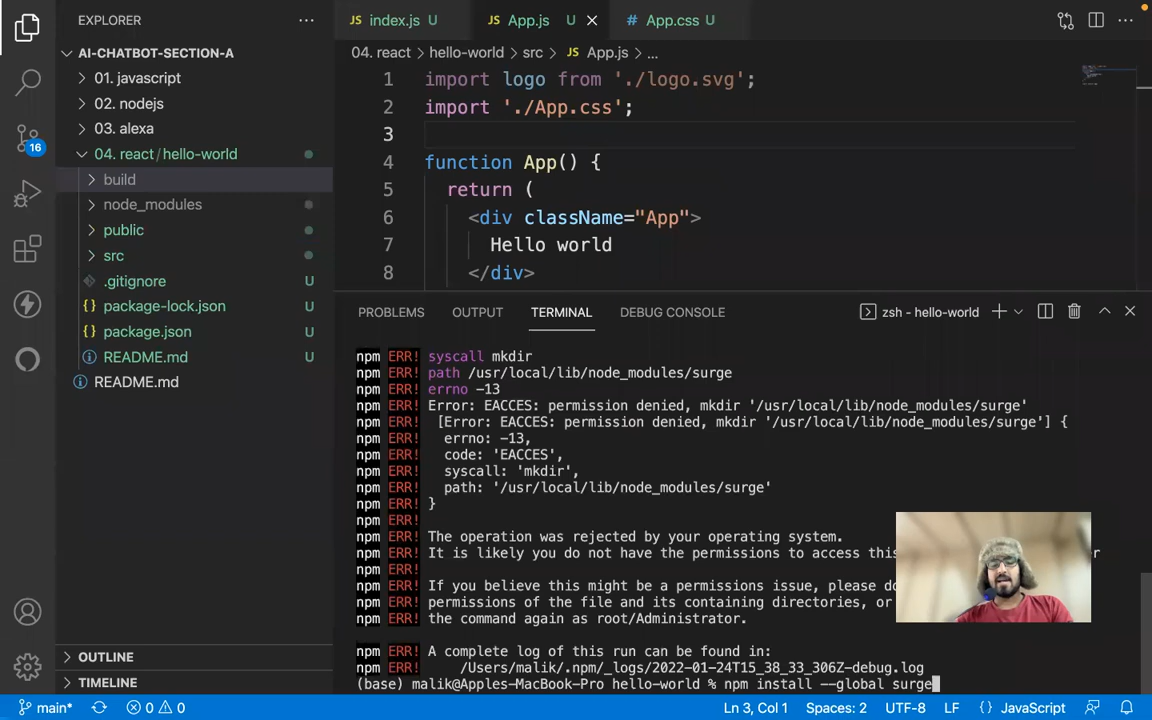 EXPLORER
AI-CHATBOT-SECTION-A
01. javascript
02. nodejs
03. alexa
04. react / hello-world
build
node_modules
public
src
.gitignore U
package-lock.json U
package.json U
README.md U
README.md
OUTLINE
TIMELINE
16
JS index.js U
JS App.js U
# App.css U
04. react > hello-world > src > JS App.js > ...
1 import logo from './logo.svg';
2 import './App.css';
3
4 function App() {
5 return (
6 <div className="App">
7 Hello world
8 </div>
PROBLEMS OUTPUT TERMINAL DEBUG CONSOLE
zsh - hello-world
npm ERR! syscall mkdir
npm ERR! path /usr/local/lib/node_modules/surge
npm ERR! errno -13
npm ERR! Error: EACCES: permission denied, mkdir '/usr/local/lib/node_modules/surge'
npm ERR! [Error: EACCES: permission denied, mkdir '/usr/local/lib/node_modules/surge'] {
npm ERR! errno: -13,
npm ERR! code: 'EACCES',
npm ERR! syscall: 'mkdir',
npm ERR! path: '/usr/local/lib/node_modules/surge'
npm ERR! }
npm ERR!
npm ERR! The operation was rejected by your operating system.
npm ERR! It is likely you do not have the permissions to access this r
npm ERR!
npm ERR! If you believe this might be a permissions issue, please do
npm ERR! permissions of the file and its containing directories, or
npm ERR! the command again as root/Administrator.
npm ERR! A complete log of this run can be found in:
npm ERR! /Users/malik/.npm/_logs/2022-01-24T15_38_33_306Z-debug.log
(base) malik@Apples-MacBook-Pro hello-world % npm install --global surge
main* 0 0 Ln 3, Col 1 Spaces: 2 UTF-8 LF {} JavaScript